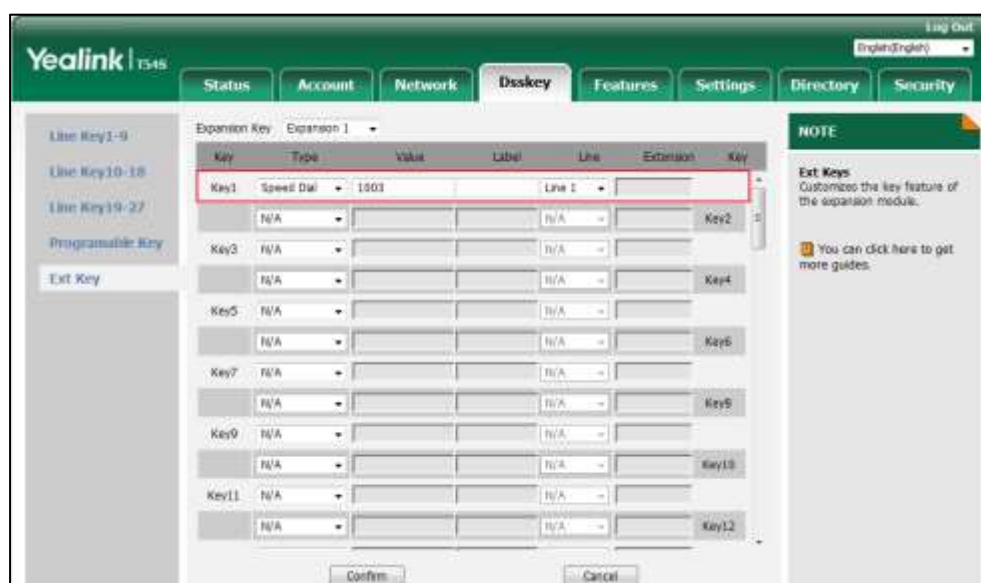 Log Out
Yealink T54S
English(English)
Status Account Network Dsskey Features Settings Directory Security
Line Key1-9
Line Key10-18
Line Key19-27
Programable Key
Ext Key
Expansion Key Expansion 1
Key Type Value Label Line Extension Key
Key1 Speed Dial 1003 Line 1
N/A N/A Key2
Key3 N/A N/A
N/A N/A Key4
Key5 N/A N/A
N/A N/A Key6
Key7 N/A N/A
N/A N/A
Key9 N/A N/A
N/A N/A Key10
Key11 N/A N/A
N/A N/A Key12
Confirm Cancel
NOTE
Ext Keys
Customizes the key feature of
the expansion module.
You can click here to get
more guides.